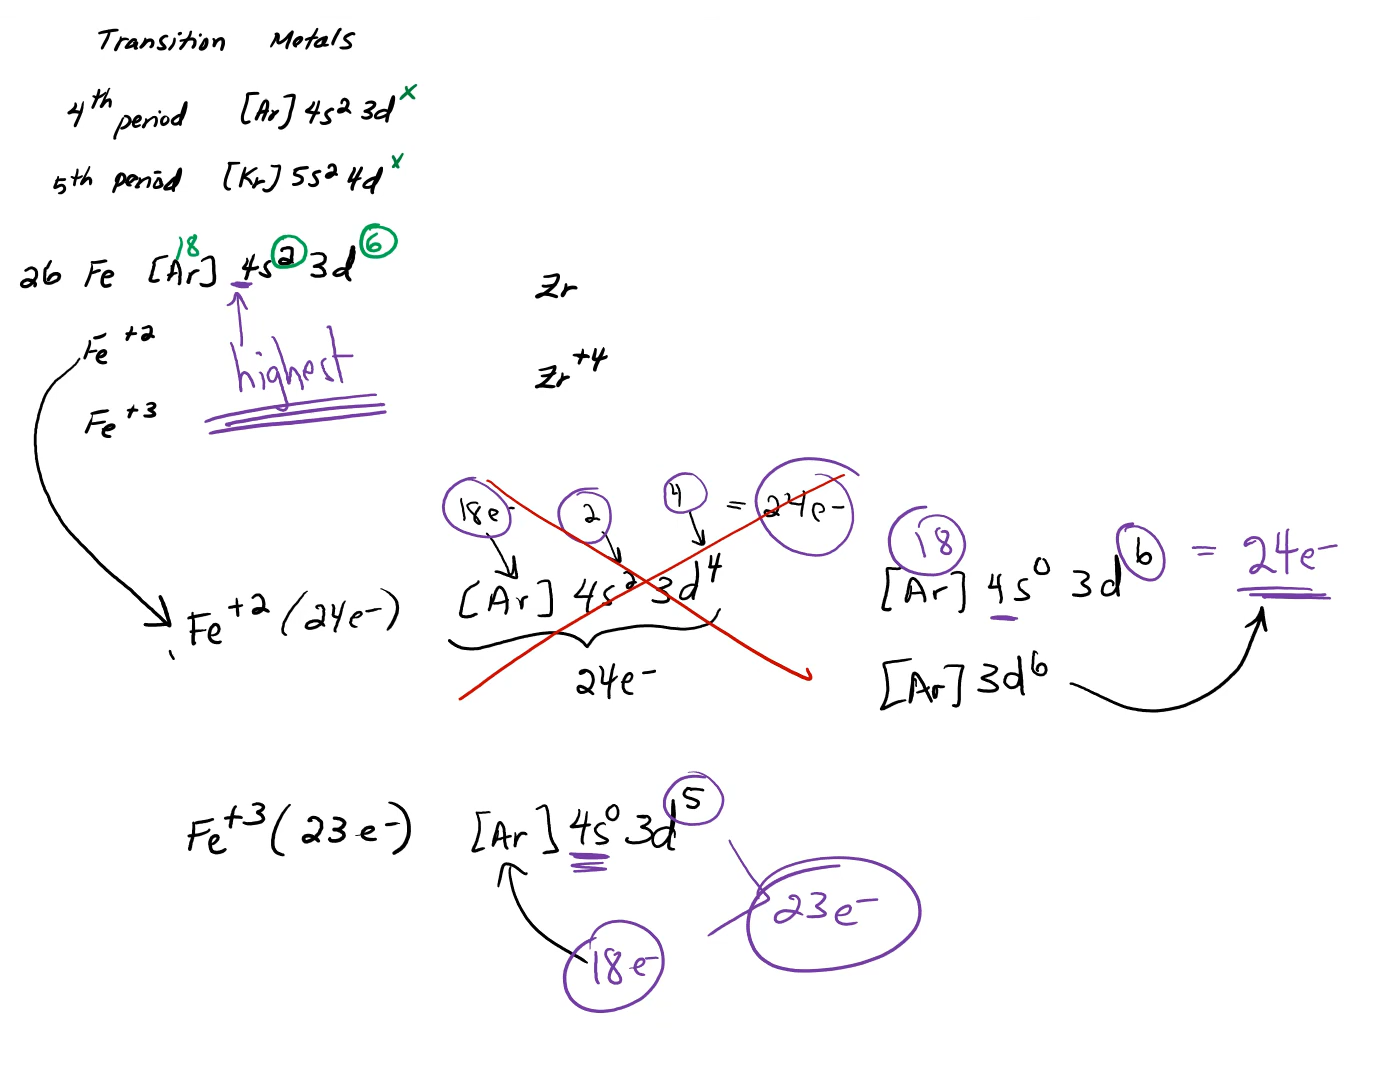 Transition Metals
4th period [Ar] 4s² 3dˣ
5th period [Kr] 5s² 4dˣ
18
26 Fe [Ar] 4s² 3d⁶
Fe⁺²
highest
Fe⁺³
Zr
Zr⁺⁴
18e⁻ 2 4 = 24e⁻
Fe⁺² (24e⁻) [Ar] 4s² 3d⁴
24e⁻
18
[Ar] 4s⁰ 3d⁶ = 24e⁻
[Ar] 3d⁶
Fe⁺³ (23e⁻) [Ar] 4s⁰ 3d⁵
23e⁻
18e⁻